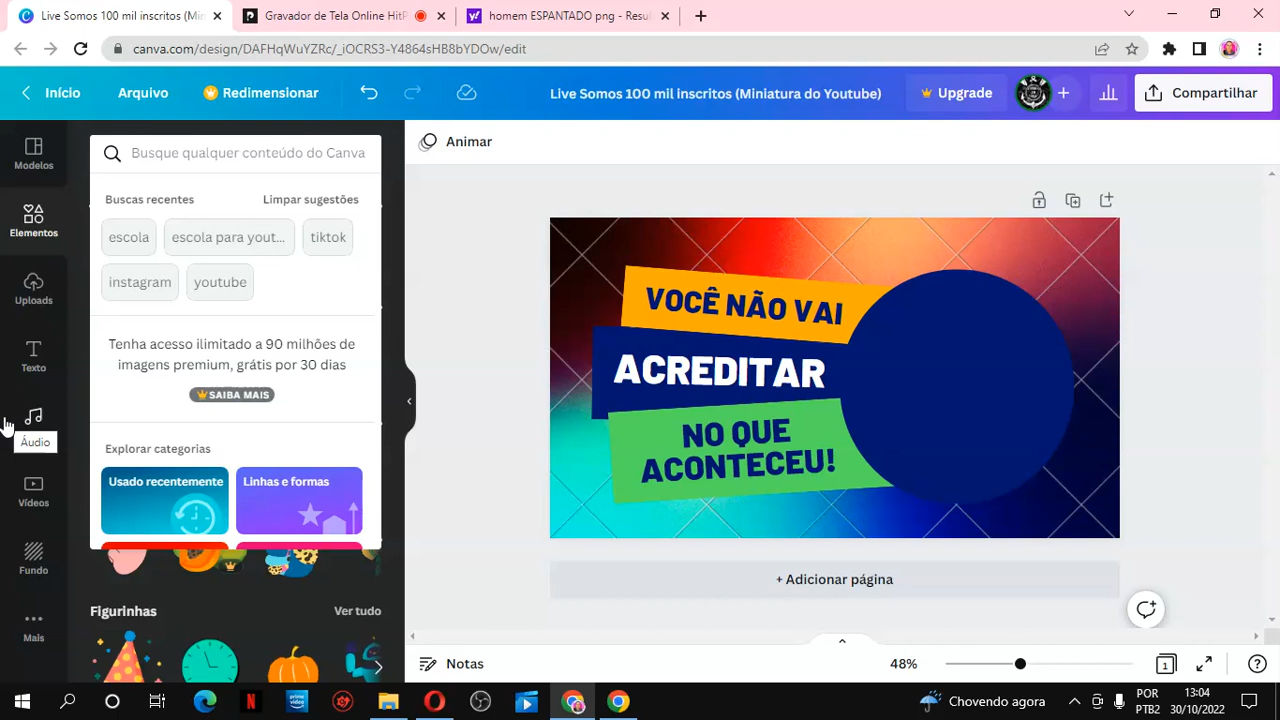 Live Somos 100 mil inscritos (Min
Gravador de Tela Online HitP
homem ESPANTADO png - Resu
canva.com/design/DAFHqWuYZRc/_iOCRS3-Y4864sHB8bYDOw/edit
Início
Arquivo
Redimensionar
Live Somos 100 mil inscritos (Miniatura do Youtube)
Upgrade
Compartilhar
Modelos
Elementos
Uploads
Texto
Áudio
Vídeos
Fundo
Mais
Busque qualquer conteúdo do Canva
Buscas recentes
Limpar sugestões
escola
escola para yout...
tiktok
instagram
youtube
Tenha acesso ilimitado a 90 milhões de
imagens premium, grátis por 30 dias
SAIBA MAIS
Explorar categorias
Usado recentemente
Linhas e formas
Figurinhas
Ver tudo
Animar
VOCÊ NÃO VAI
ACREDITAR
NO QUE
ACONTECEU!
+ Adicionar página
Notas
48%
1
Chovendo agora
POR
PTB2
13:04
30/10/2022